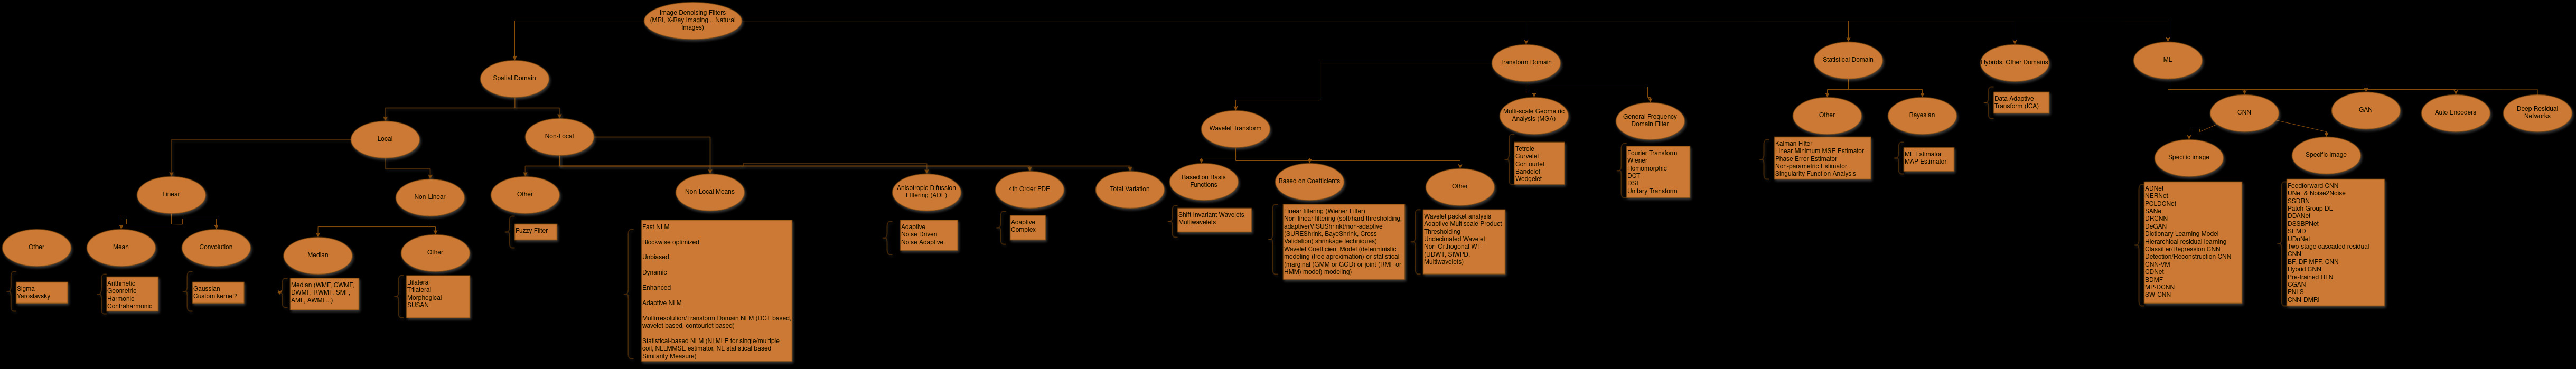 Image Denoising Filters
(MRI, X-Ray Imaging... Natural
Images)
Spatial Domain
Transform Domain
Statistical Domain
Hybrids, Other Domains
ML
Local
Non-Local
Wavelet Transform
Multi-scale Geometric
Analysis (MGA)
General Frequency
Domain Filter
Other
Bayesian
Data Adaptive
Transform (ICA)
CNN
GAN
Auto Encoders
Deep Residual
Networks
Tetrole
Curvelet
Contourlet
Bandelet
Wedgelet
Fourier Transform
Wiener
Homomorphic
DCT
DST
Unitary Transform
Kalman Filter
Linear Minimum MSE Estimator
Phase Error Estimator
Non-parametric Estimator
Singularity Function Analysis
ML Estimator
MAP Estimator
Specific image
Specific image
Linear
Non-Linear
Other
Non-Local Means
Anisotropic Difussion
Filtering (ADF)
4th Order PDE
Total Variation
Based on Basis
Functions
Based on Coefficients
Other
Other
Mean
Convolution
Median
Other
Fuzzy Filter
Sigma
Yaroslavsky
Arithmetic
Geometric
Harmonic
Contraharmonic
Gaussian
Custom kernel?
Median (WMF, CWMF,
DWMF, RWMF, SMF,
AMF, AWMF...)
Bilateral
Trilateral
Morphogical
SUSAN
Fast NLM
Blockwise optimized
Unbiased
Dynamic
Enhanced
Adaptive NLM
Multirresolution/Transform Domain NLM (DCT based,
wavelet based, contourlet based)
Statistical-based NLM (NLMLE for single/multiple
coil, NLLMMSE estimator, NL statistical based
Similarity Measure)
Adaptive
Noise Driven
Noise Adaptive
Adaptive
Complex
Shift Invariant Wavelets
Multiwavelets
Linear filtering (Wiener Filter)
Non-linear filtering (soft/hard thresholding,
adaptive(VISUShrink)/non-adaptive
(SUREShrink, BayeShrink, Cross
Validation) shrinkage techniques)
Wavelet Coefficient Model (deterministic
modeling (tree aproximation) or statistical
(marginal (GMM or GGD) or joint (RMF or
HMM) model) modeling)
Wavelet packet analysis
Adaptive Multiscale Product
Thresholding
Undecimated Wavelet
Non-Orthogonal WT
(UDWT, SIWPD,
Multiwavelets)
ADNet
NERNet
PCLDCNet
SANet
DRCNN
DeGAN
Dictionary Learning Model
Hierarchical residual learning
Classifier/Regression CNN
Detection/Reconstruction CNN
CNN-VM
CDNet
BDMF
MP-DCNN
SW-CNN
Feedforward CNN
UNet & Noise2Noise
SSDRN
Patch Group DL
DDANet
DSSBPNet
SEMD
UDnNet
Two-stage cascaded residual
CNN
BF, DF-MFF, CNN
Hybrid CNN
Pre-trained RLN
CGAN
PNLS
CNN-DMRI